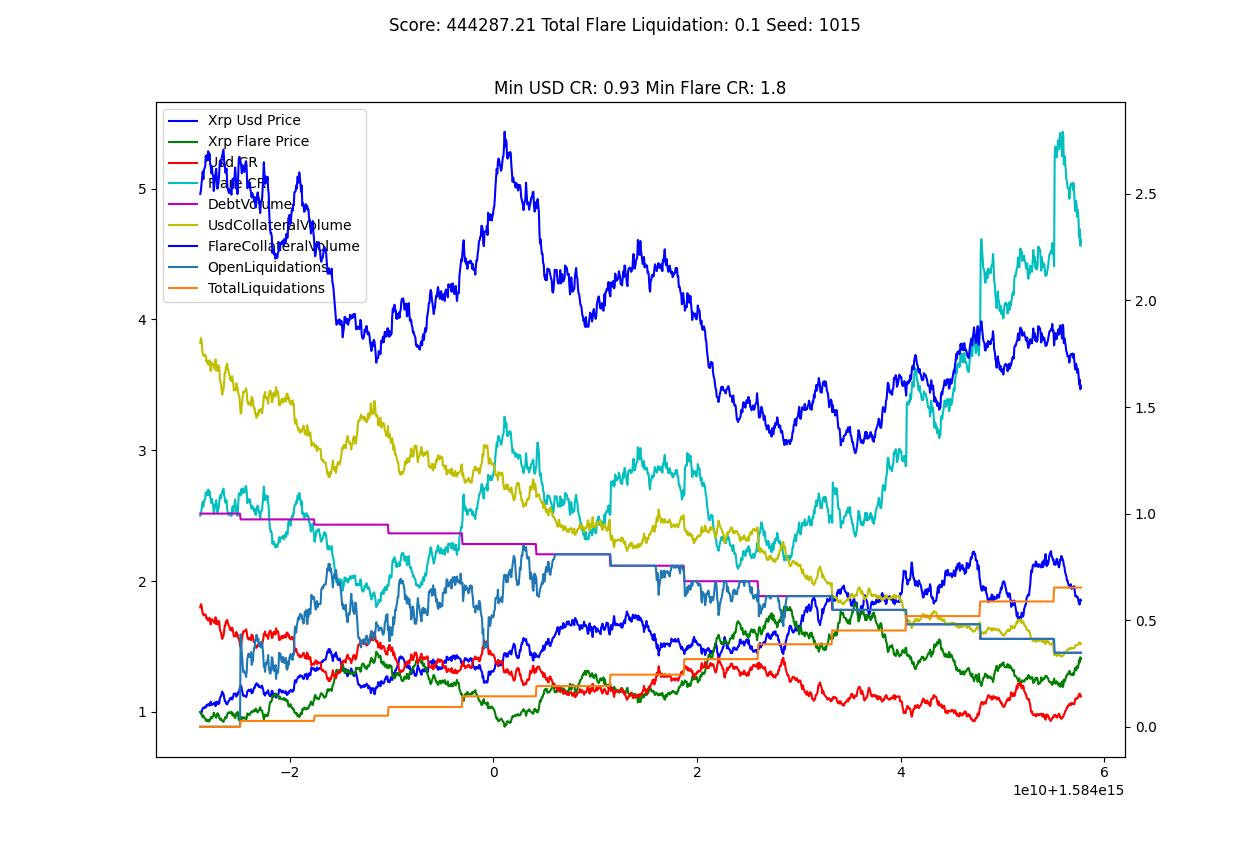 Score: 444287.21 Total Flare Liquidation: 0.1 Seed: 1015
Min USD CR: 0.93 Min Flare CR: 1.8
Xrp Usd Price
Xrp Flare Price
Usd CR
Flare CR
DebtVolume
UsdCollateralVolume
FlareCollateralVolume
OpenLiquidations
TotalLiquidations
5
4
3
2
1
2.5
2.0
1.5
1.0
0.5
0.0
−2
0
2
4
6
1e10+1.584e15